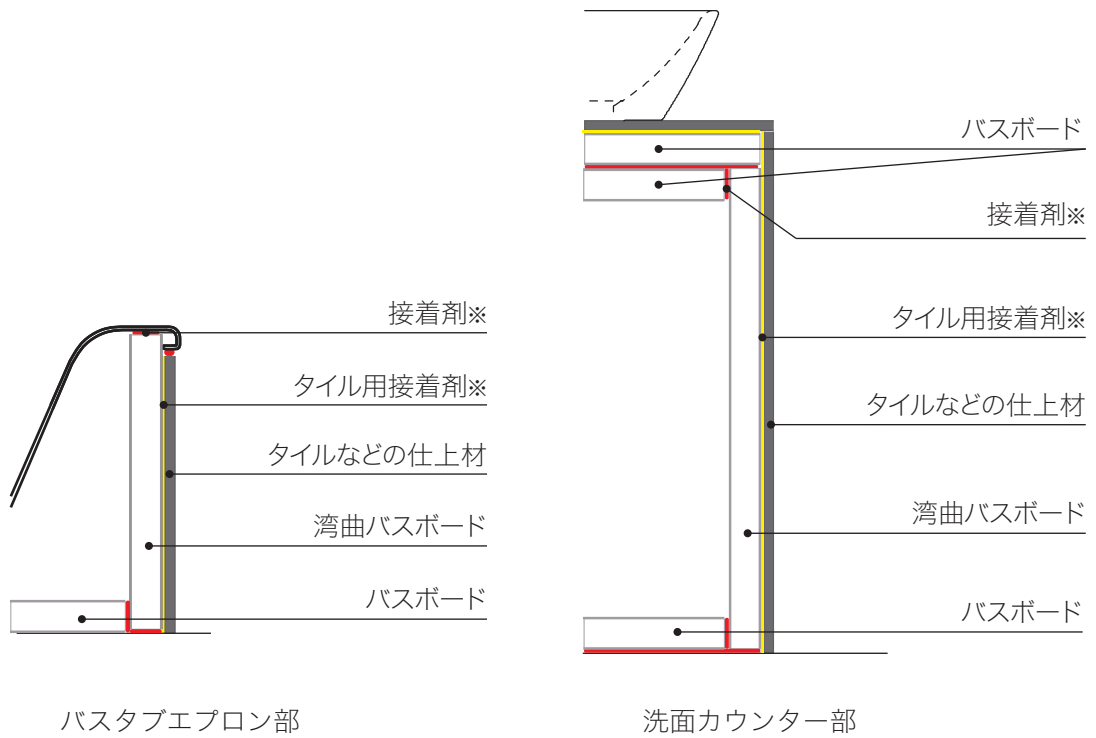 接着剤※
タイル用接着剤※
タイルなどの仕上材
湾曲バスボード
バスボード
バスタブエプロン部
バスボード
接着剤※
タイル用接着剤※
タイルなどの仕上材
湾曲バスボード
バスボード
洗面カウンター部